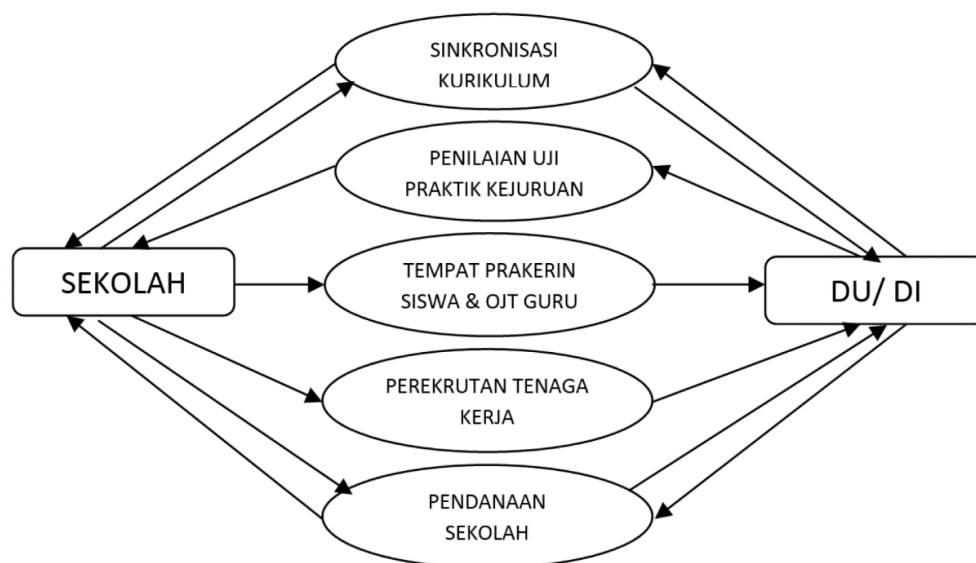 SINKRONISASI
KURIKULUM
PENILAIAN UJI
PRAKTIK KEJURUAN
SEKOLAH
TEMPAT PRAKERIN
SISWA & OJT GURU
DU/ DI
PEREKRUTAN TENAGA
KERJA
PENDANAAN
SEKOLAH